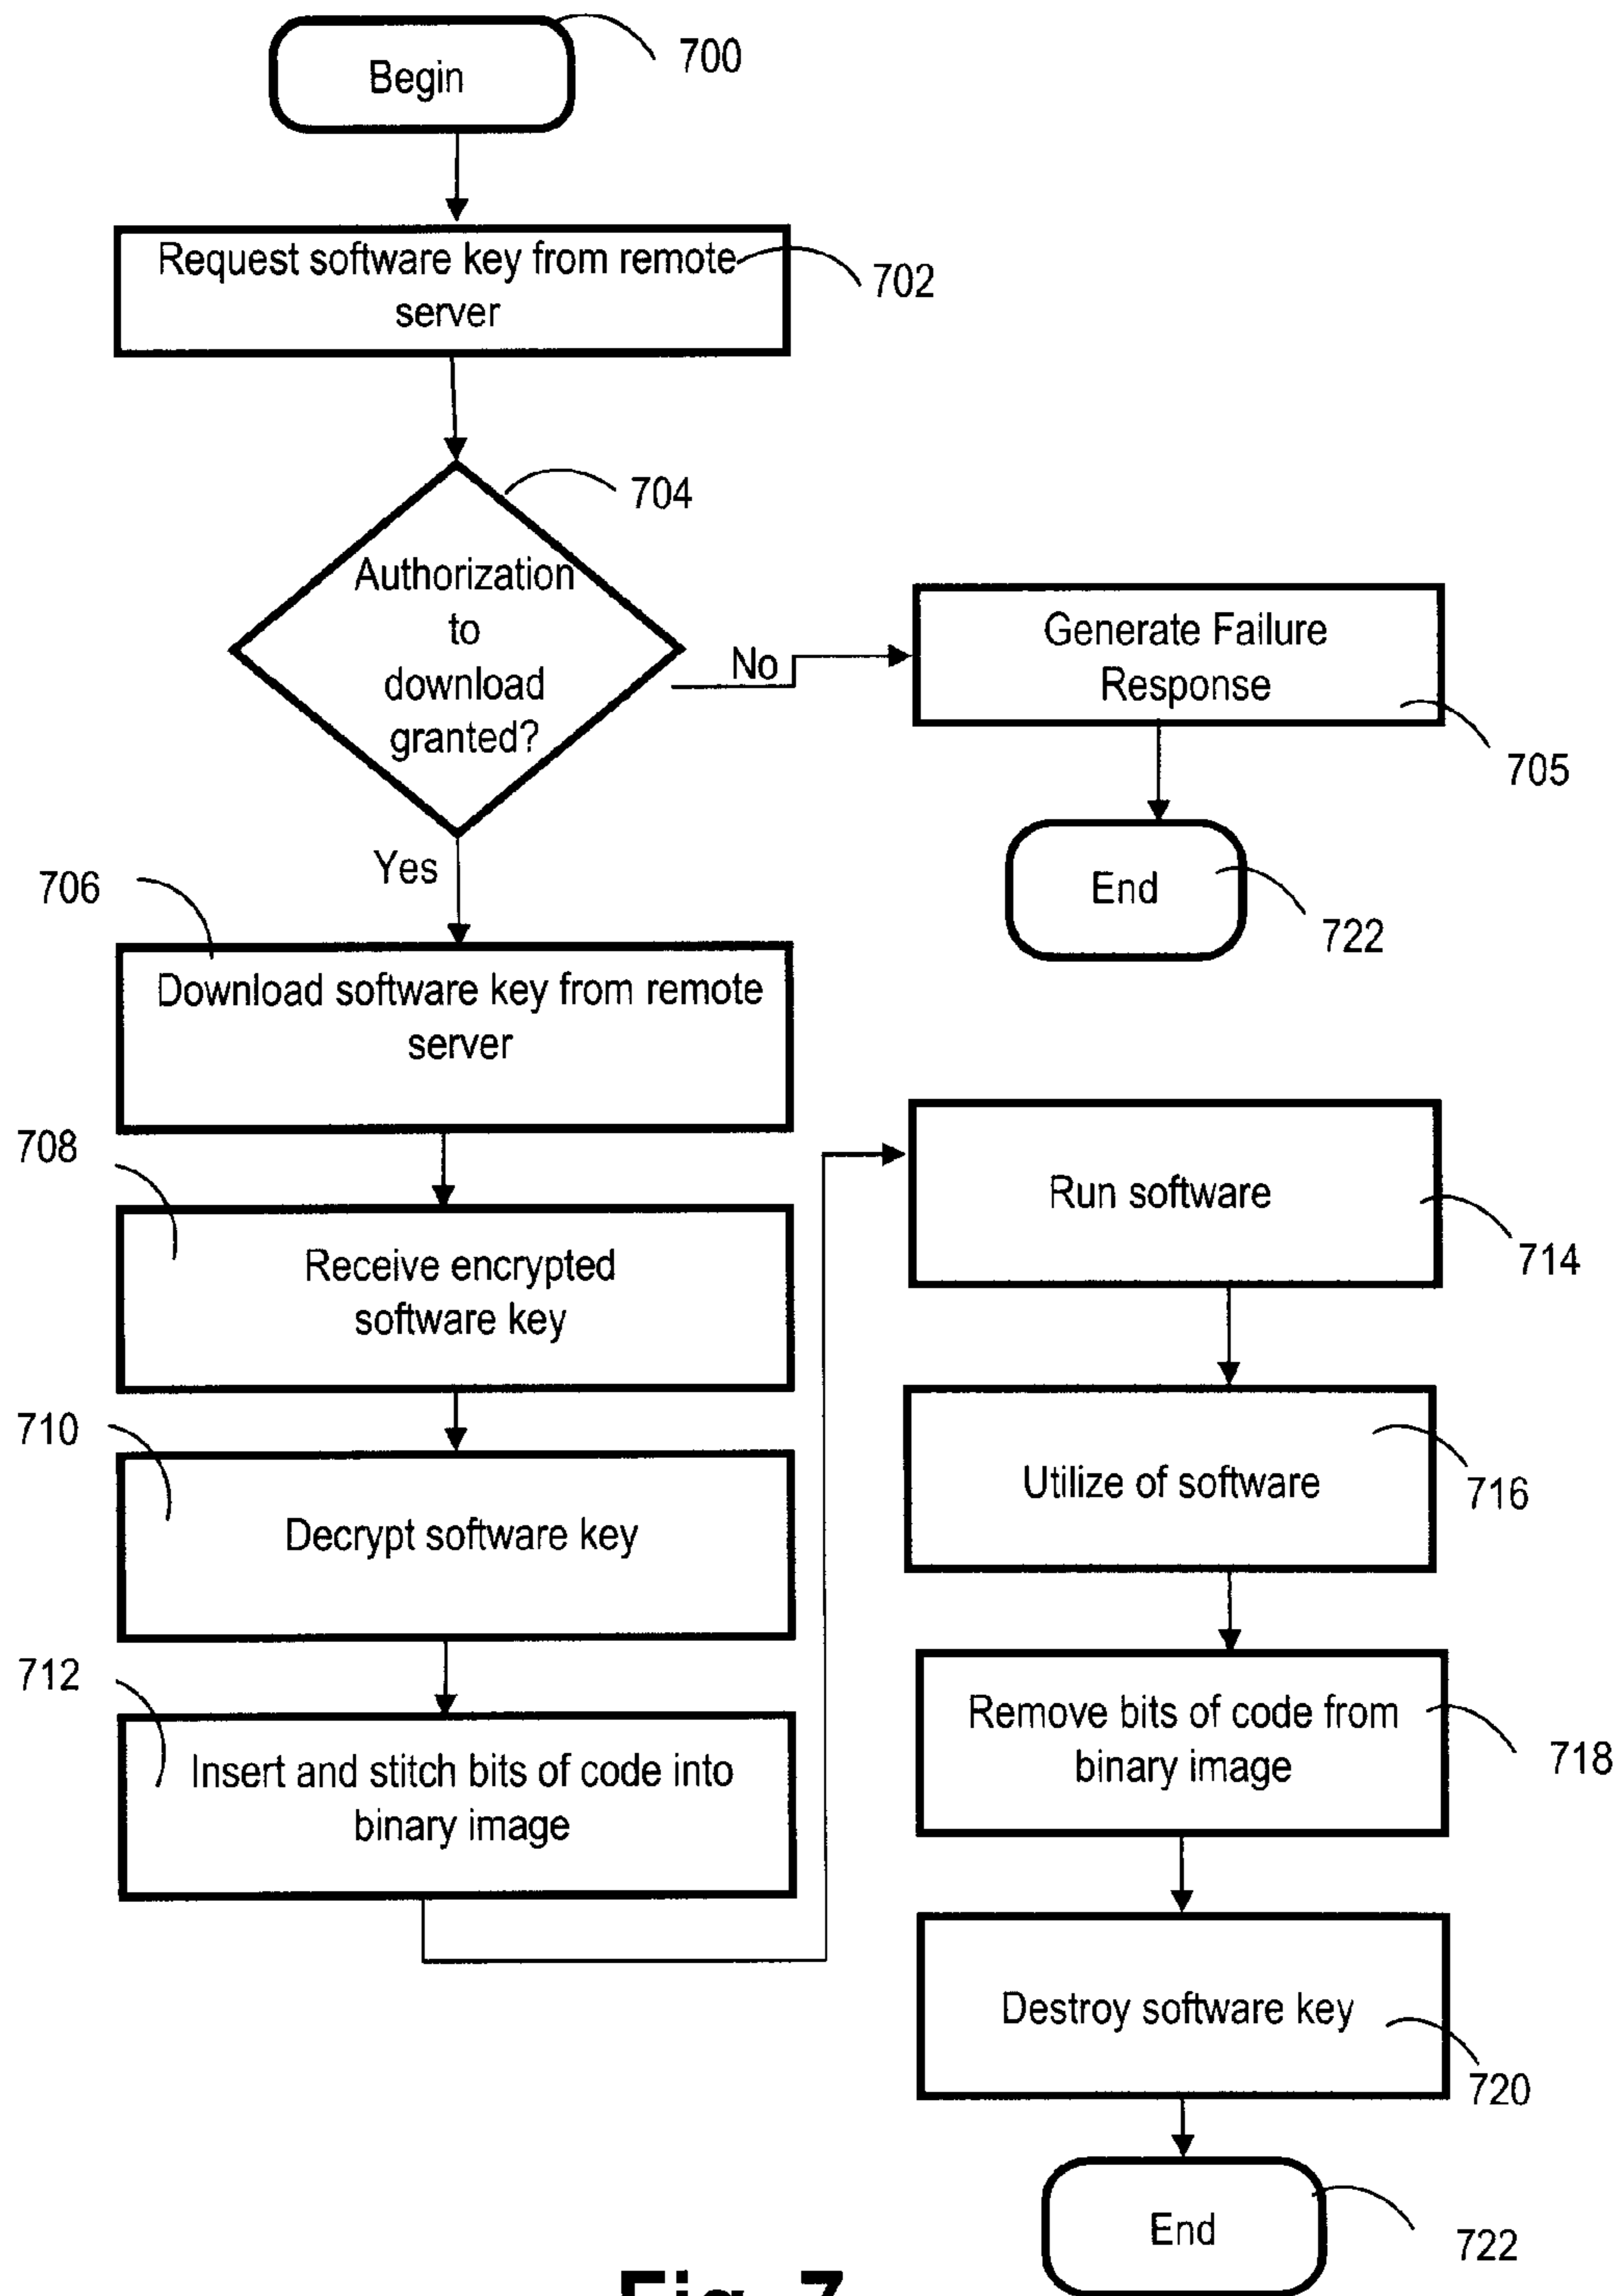 Begin
700
Request software key from remote
server
702
704
Authorization
to
download
granted?
No
Generate Failure
Response
705
End
722
Yes
706
Download software key from remote
server
708
Receive encrypted
software key
710
Decrypt software key
712
Insert and stitch bits of code into
binary image
Run software
714
Utilize of software
716
Remove bits of code from
binary image
718
Destroy software key
720
End
722
Fig. 7